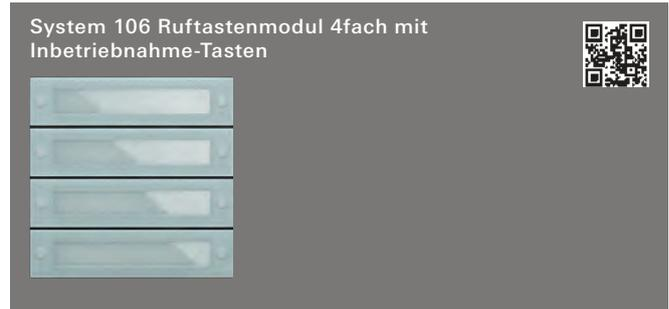 System 106 Ruftastenmodul 4fach mit
Inbetriebnahme-Tasten